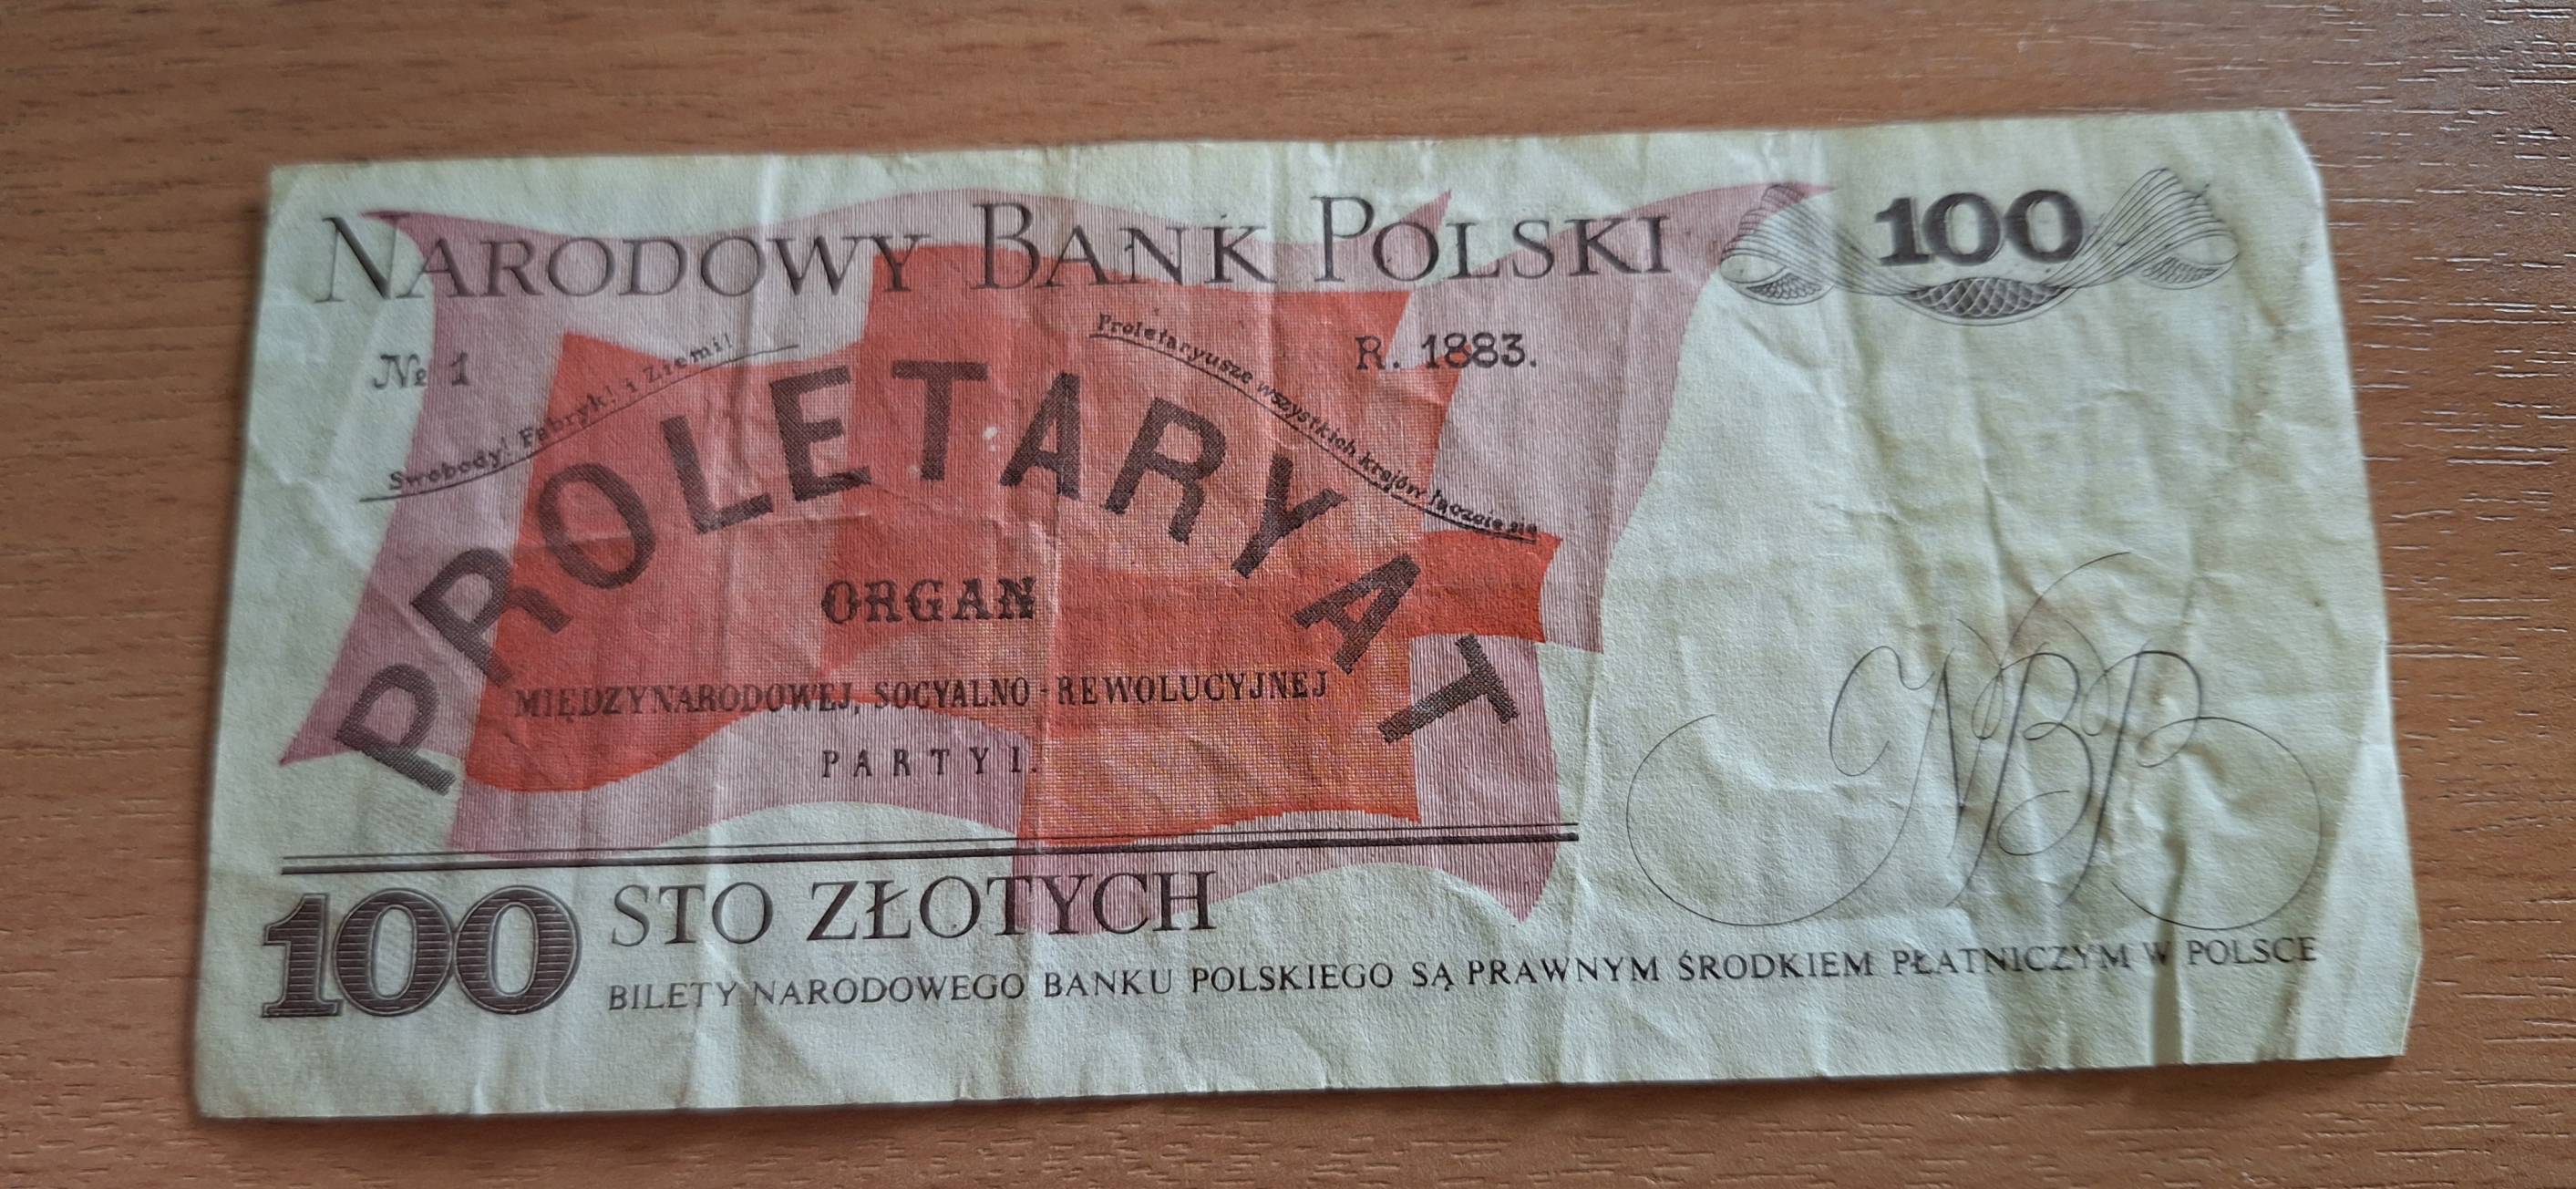 NARODOWY BANK POLSKI
100
№ 1
Swobody! Fabryk! i Ziemi!
Proletaryusze wszystkich krajów łączcie się
R. 1883.
PROLETARYAT
ORGAN
MIĘDZYNARODOWEJ, SOCYALNO-REWOLUCYJNEJ
PARTYI.
NBP
100 STO ZŁOTYCH
BILETY NARODOWEGO BANKU POLSKIEGO SĄ PRAWNYM ŚRODKIEM PŁATNICZYM W POLSCE